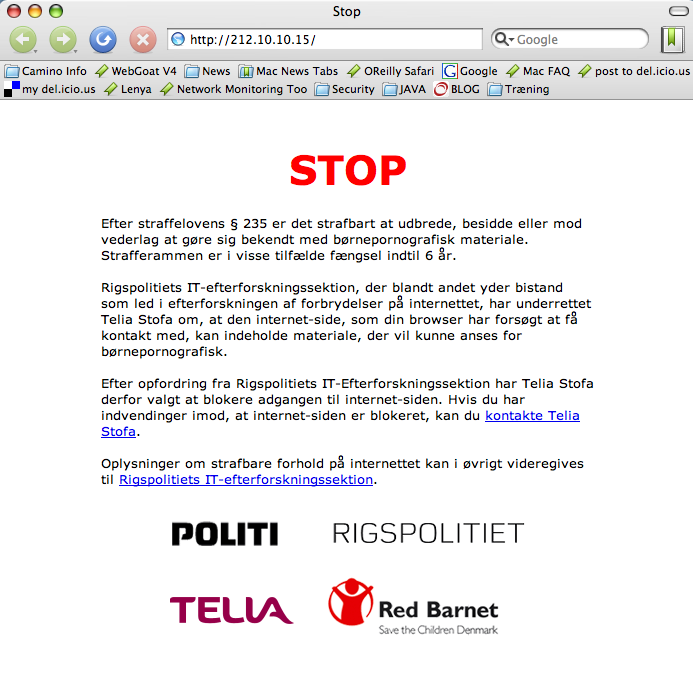 Stop
http://212.10.10.15/
Google
Camino Info WebGoat V4 News Mac News Tabs OReilly Safari Google Mac FAQ post to del.icio.us
my del.icio.us Lenya Network Monitoring Too Security JAVA BLOG Træning
STOP
Efter straffelovens § 235 er det strafbart at udbrede, besidde eller mod
vederlag at gøre sig bekendt med børnepornografisk materiale.
Strafferammen er i visse tilfælde fængsel indtil 6 år.
Rigspolitiets IT-efterforskningssektion, der blandt andet yder bistand
som led i efterforskningen af forbrydelser på internettet, har underrettet
Telia Stofa om, at den internet-side, som din browser har forsøgt at få
kontakt med, kan indeholde materiale, der vil kunne anses for
børnepornografisk.
Efter opfordring fra Rigspolitiets IT-Efterforskningssektion har Telia Stofa
derfor valgt at blokere adgangen til internet-siden. Hvis du har
indvendinger imod, at internet-siden er blokeret, kan du kontakte Telia
Stofa.
Oplysninger om strafbare forhold på internettet kan i øvrigt videregives
til Rigspolitiets IT-efterforskningssektion.
POLITI RIGSPOLITIET
TELIA Red Barnet
Save the Children Denmark